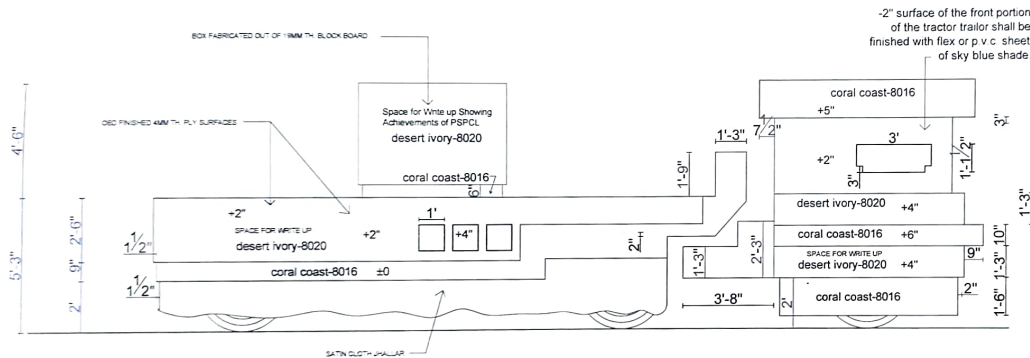 -2" surface of the front portion
of the tractor trailor shall be
finished with flex or p.v.c. sheet
of sky blue shade
BOX FABRICATED OUT OF 19MM TH. BLOCK BOARD
coral coast-8016
+5"
Space for Write up Showing
Achievements of PSPCL
desert ivory-8020
coral coast-8016
6"
4'-6"
FINISHED 4MM TH. PLY SURFACES
7/2"
3"
3'
+2"
1'-1/2"
3"
1'-3"
1'-9"
1'-3"
desert ivory-8020 +4"
coral coast-8016 +6"
10"
SPACE FOR WRITE UP
desert ivory-8020 +4"
9"
1'-3"
coral coast-8016
2"
1'-6"
2'
+2"
1'
SPACE FOR WRITE UP
desert ivory-8020
+2"
+4"
2"
1'-3"
2'-3"
3'-8"
1 1/2"
2'-6"
5'-3"
9"
coral coast-8016 ±0
1 1/2"
2'
SATIN CLOTH JHALLAR